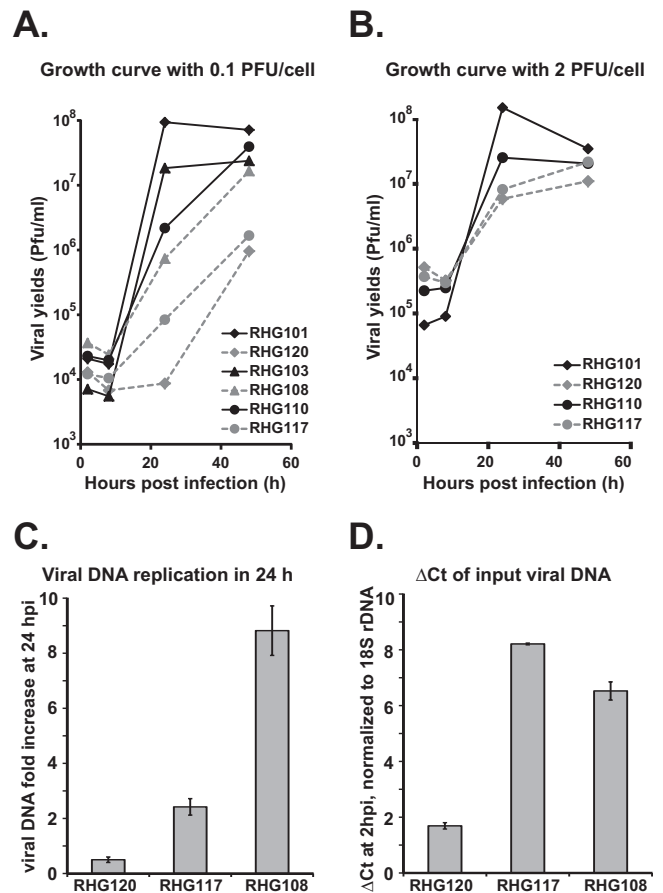 A.
Growth curve with 0.1 PFU/cell
Viral yields (Pfu/ml)
10⁸
10⁷
10⁶
10⁵
10⁴
10³
0
20
40
60
Hours post infection (h)
RHG101
RHG120
RHG103
RHG108
RHG110
RHG117
B.
Growth curve with 2 PFU/cell
Viral yields (Pfu/ml)
10⁸
10⁷
10⁶
10⁵
10⁴
10³
0
20
40
60
Hours post infection (h)
RHG101
RHG120
RHG110
RHG117
C.
Viral DNA replication in 24 h
viral DNA fold increase at 24 hpi
10
8
6
4
2
0
RHG120
RHG117
RHG108
D.
ΔCt of input viral DNA
ΔCt at 2hpi, normalized to 18S rDNA
10
8
6
4
2
0
RHG120
RHG117
RHG108